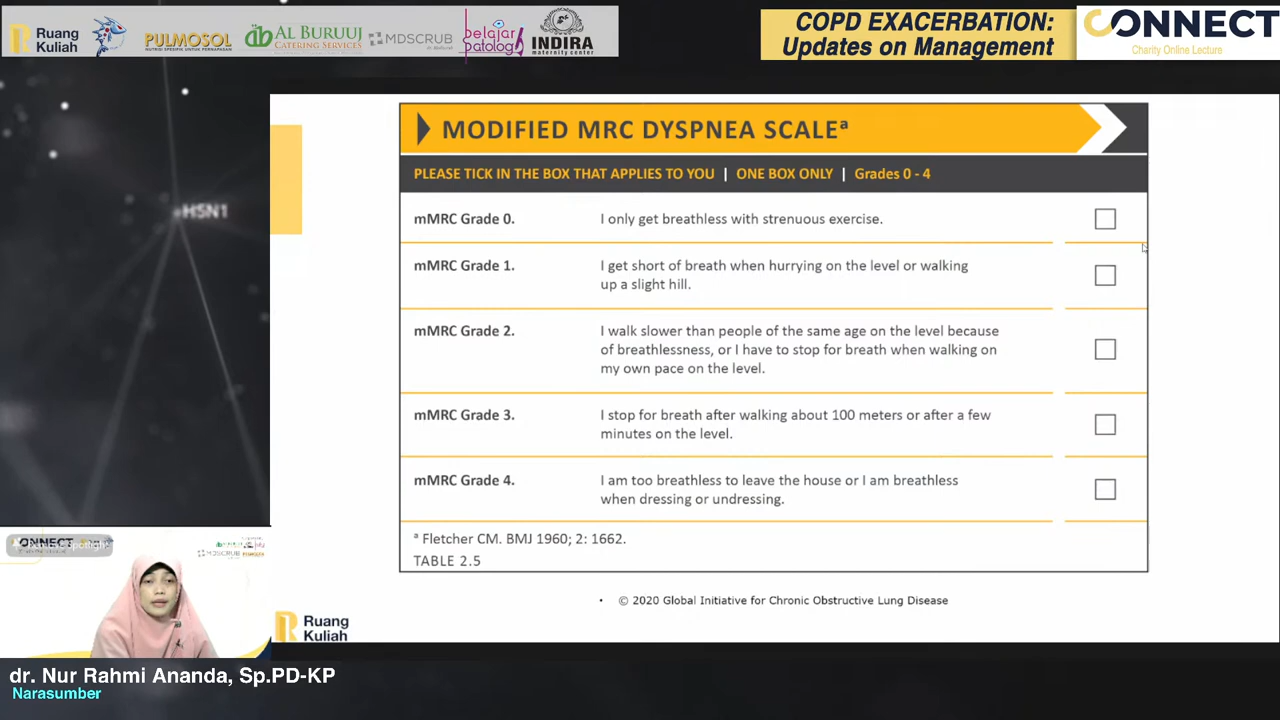 Ruang
Kuliah
PULMOSOL
NUTRISI SPESIFIK UNTUK PERNAPASAN
AL BURUUJ
CATERING SERVICES
MDSCRUB
belajar
patologi
INDIRA
maternity center
COPD EXACERBATION:
Updates on Management
CONNECT
Charity Online Lecture
H5N1
MODIFIED MRC DYSPNEA SCALEᵃ
PLEASE TICK IN THE BOX THAT APPLIES TO YOU | ONE BOX ONLY | Grades 0 - 4
mMRC Grade 0. I only get breathless with strenuous exercise.
mMRC Grade 1. I get short of breath when hurrying on the level or walking
up a slight hill.
mMRC Grade 2. I walk slower than people of the same age on the level because
of breathlessness, or I have to stop for breath when walking on
my own pace on the level.
mMRC Grade 3. I stop for breath after walking about 100 meters or after a few
minutes on the level.
mMRC Grade 4. I am too breathless to leave the house or I am breathless
when dressing or undressing.
ᵃ Fletcher CM. BMJ 1960; 2: 1662.
TABLE 2.5
• © 2020 Global Initiative for Chronic Obstructive Lung Disease
Ruang
Kuliah
CONNECT
MDSCRUB
dr. Nur Rahmi Ananda, Sp.PD-KP
Narasumber